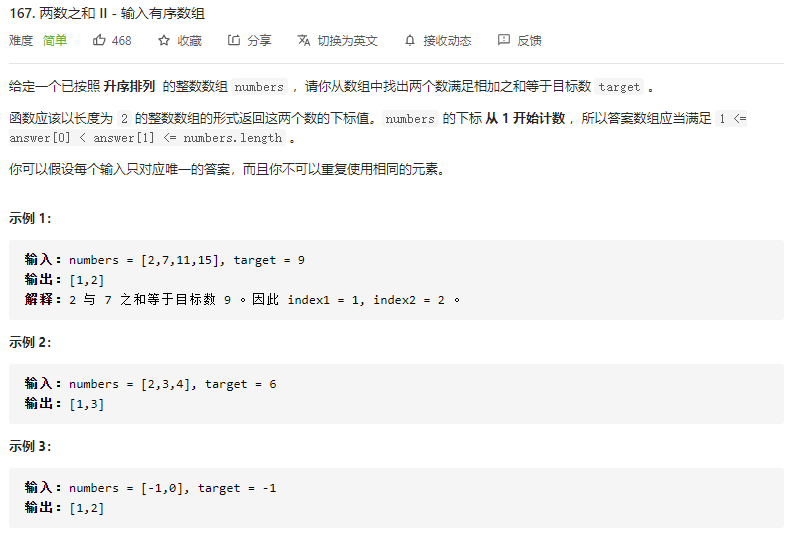 167. 两数之和 II - 输入有序数组
难度 简单 468 收藏 分享 切换为英文 接收动态 反馈
给定一个已按照 升序排列 的整数数组 numbers ，请你从数组中找出两个数满足相加之和等于目标数 target 。
函数应该以长度为 2 的整数数组的形式返回这两个数的下标值。numbers 的下标 从 1 开始计数 ，所以答案数组应当满足 1 <=
answer[0] < answer[1] <= numbers.length 。
你可以假设每个输入只对应唯一的答案，而且你不可以重复使用相同的元素。
示例 1：
输入：numbers = [2,7,11,15], target = 9
输出：[1,2]
解释：2 与 7 之和等于目标数 9 。因此 index1 = 1, index2 = 2 。
示例 2：
输入：numbers = [2,3,4], target = 6
输出：[1,3]
示例 3：
输入：numbers = [-1,0], target = -1
输出：[1,2]